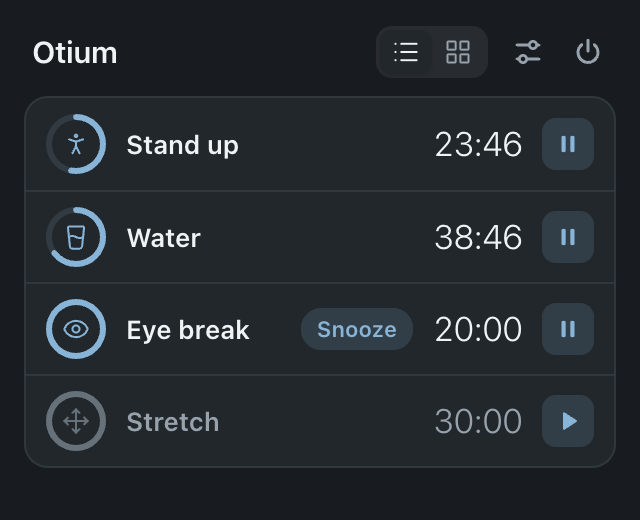 Otium
Stand up 23:46
Water 38:46
Eye break Snooze 20:00
Stretch 30:00